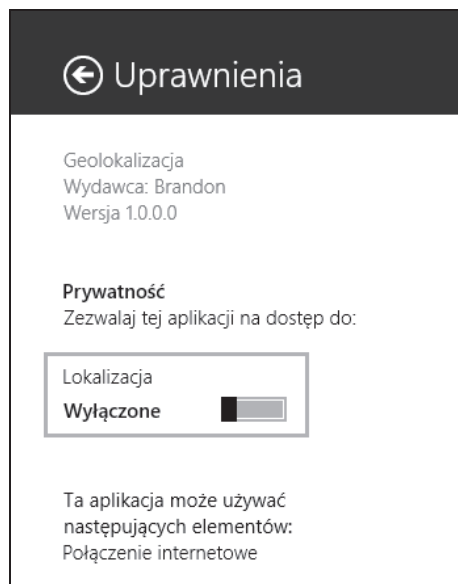 Uprawnienia
Geolokalizacja
Wydawca: Brandon
Wersja 1.0.0.0
Prywatność
Zezwalaj tej aplikacji na dostęp do:
Lokalizacja
Wyłączone
Ta aplikacja może używać
następujących elementów:
Połączenie internetowe